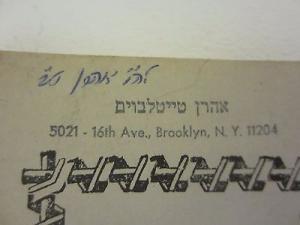 אהרן טייטלבוים
5021 - 16th Ave., Brooklyn, N. Y. 11204